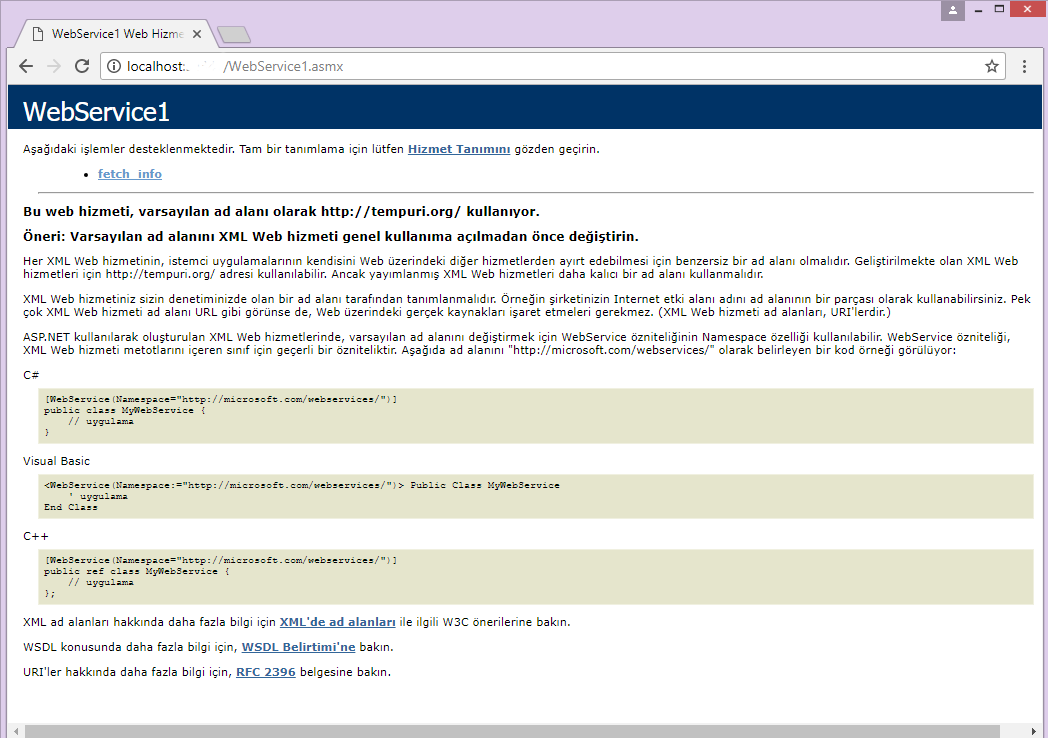 WebService1 Web Hizme
localhost: /WebService1.asmx
WebService1
Aşağıdaki işlemler desteklenmektedir. Tam bir tanımlama için lütfen Hizmet Tanımını gözden geçirin.
• fetch_info
Bu web hizmeti, varsayılan ad alanı olarak http://tempuri.org/ kullanıyor.
Öneri: Varsayılan ad alanını XML Web hizmeti genel kullanıma açılmadan önce değiştirin.
Her XML Web hizmetinin, istemci uygulamalarının kendisini Web üzerindeki diğer hizmetlerden ayırt edebilmesi için benzersiz bir ad alanı olmalıdır. Geliştirilmekte olan XML Web
hizmetleri için http://tempuri.org/ adresi kullanılabilir. Ancak yayımlanmış XML Web hizmetleri daha kalıcı bir ad alanı kullanmalıdır.
XML Web hizmetiniz sizin denetiminizde olan bir ad alanı tarafından tanımlanmalıdır. Örneğin şirketinizin Internet etki alanı adını ad alanının bir parçası olarak kullanabilirsiniz. Pek
çok XML Web hizmeti ad alanı URL gibi görünse de, Web üzerindeki gerçek kaynakları işaret etmeleri gerekmez. (XML Web hizmeti ad alanları, URI'lerdir.)
ASP.NET kullanılarak oluşturulan XML Web hizmetlerinde, varsayılan ad alanını değiştirmek için WebService özniteliğinin Namespace özelliği kullanılabilir. WebService özniteliği,
XML Web hizmeti metotlarını içeren sınıf için geçerli bir özniteliktir. Aşağıda ad alanını "http://microsoft.com/webservices/" olarak belirleyen bir kod örneği görülüyor:
C#
[WebService(Namespace="http://microsoft.com/webservices/")]
public class MyWebService {
// uygulama
}
Visual Basic
<WebService(Namespace:="http://microsoft.com/webservices/")> Public Class MyWebService
' uygulama
End Class
C++
[WebService(Namespace="http://microsoft.com/webservices/")]
public ref class MyWebService {
// uygulama
};
XML ad alanları hakkında daha fazla bilgi için XML'de ad alanları ile ilgili W3C önerilerine bakın.
WSDL konusunda daha fazla bilgi için, WSDL Belirtimi'ne bakın.
URI'ler hakkında daha fazla bilgi için, RFC 2396 belgesine bakın.